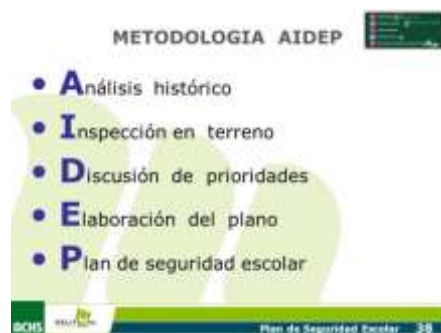 METODOLOGIA AIDEP
• Análisis histórico
• Inspección en terreno
• Discusión de prioridades
• Elaboración del plano
• Plan de seguridad escolar
ACHS
Plan de Seguridad Escolar 38